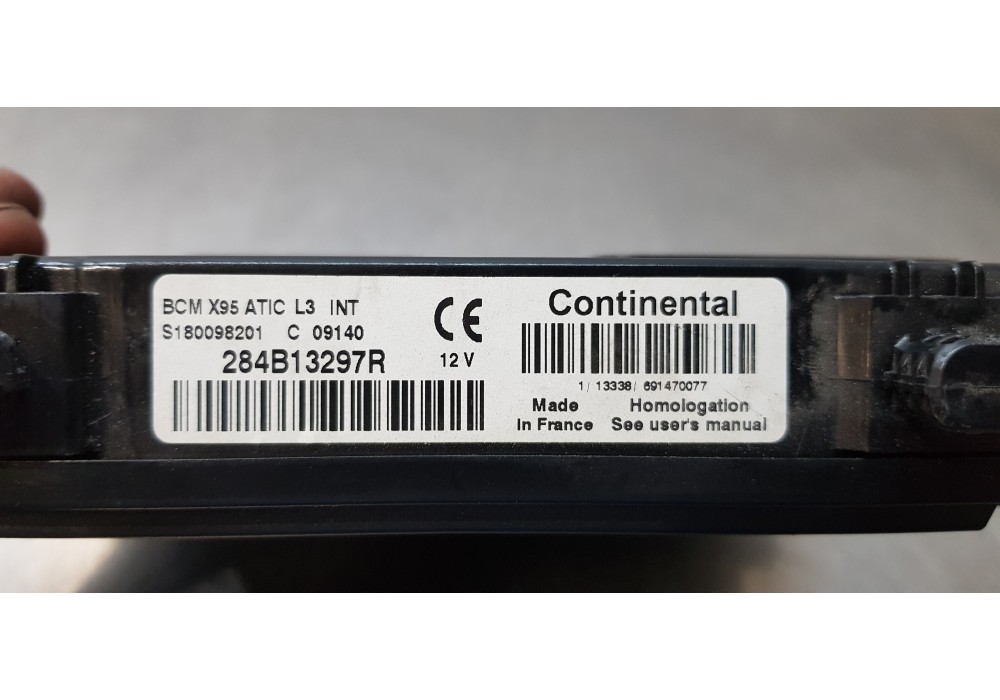 BCM X95 ATIC L3 INT
S180098201 C 09140
284B13297R
12 V
Continental
1/ 13338/ 691470077
Made
in France
Homologation
See user's manual